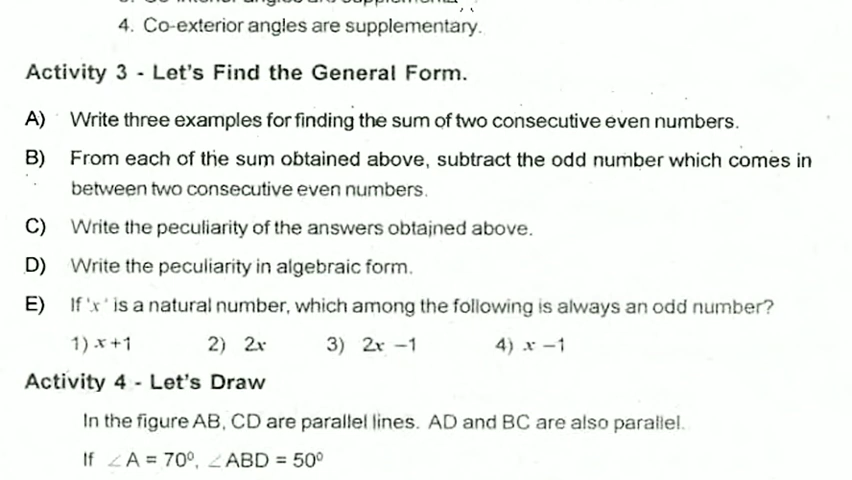 4. Co-exterior angles are supplementary.
Activity 3 - Let's Find the General Form.
A) Write three examples for finding the sum of two consecutive even numbers.
B) From each of the sum obtained above, subtract the odd number which comes in
between two consecutive even numbers.
C) Write the peculiarity of the answers obtained above.
D) Write the peculiarity in algebraic form.
E) If 'x' is a natural number, which among the following is always an odd number?
1) x+1 2) 2x 3) 2x -1 4) x -1
Activity 4 - Let's Draw
In the figure AB, CD are parallel lines. AD and BC are also parallel.
If ∠A = 70⁰, ∠ABD = 50⁰